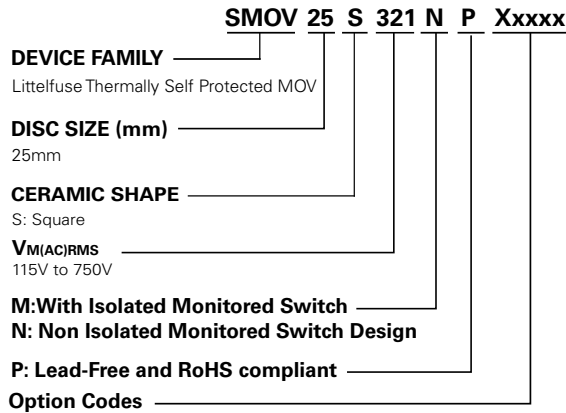 SMOV 25 S 321 N P Xxxxx
DEVICE FAMILY
Littelfuse Thermally Self Protected MOV
DISC SIZE (mm)
25mm
CERAMIC SHAPE
S: Square
VM(AC)RMS
115V to 750V
M:With Isolated Monitored Switch
N: Non Isolated Monitored Switch Design
P: Lead-Free and RoHS compliant
Option Codes